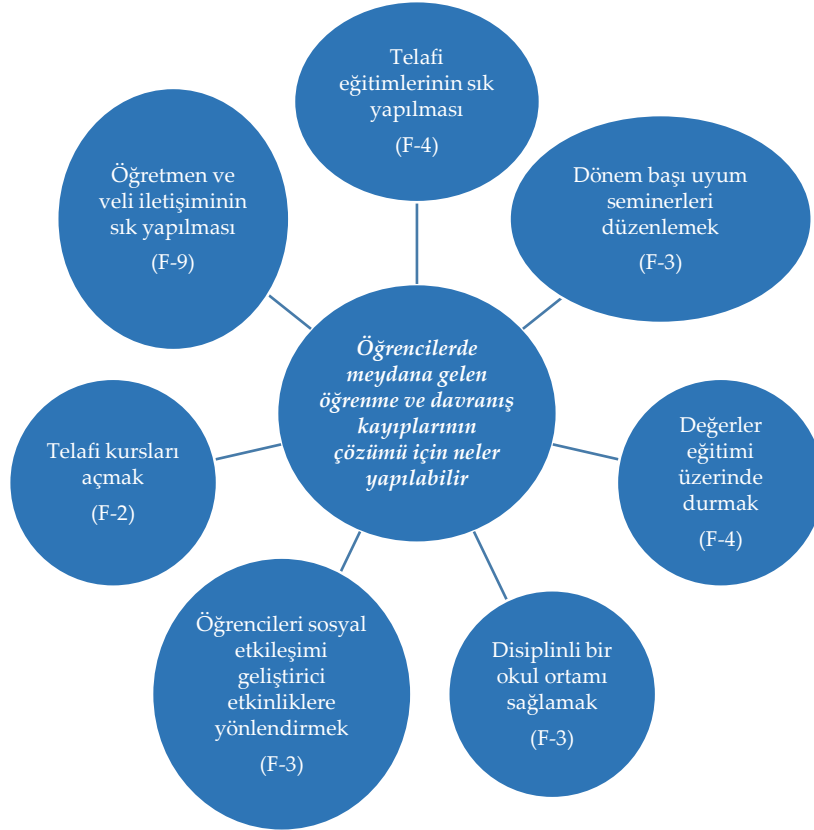 Telafi
eğitimlerinin sık
yapılması
(F-4)
Dönem başı uyum
seminerleri
düzenlemek
(F-3)
Değerler
eğitimi
üzerinde
durmak
(F-4)
Disiplinli bir
okul ortamı
sağlamak
(F-3)
Öğrencileri sosyal
etkileşimi
geliştirici
etkinliklere
yönlendirmek
(F-3)
Telafi kursları
açmak
(F-2)
Öğretmen ve
veli iletişiminin
sık yapılması
(F-9)
Öğrencilerde
meydana gelen
öğrenme ve davranış
kayıplarının
çözümü için neler
yapılabilir